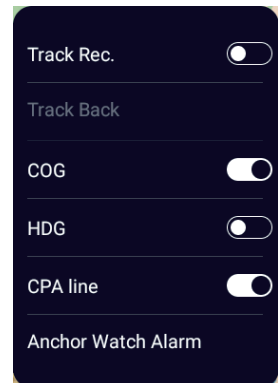 Track Rec.
Track Back
COG
HDG
CPA line
Anchor Watch Alarm